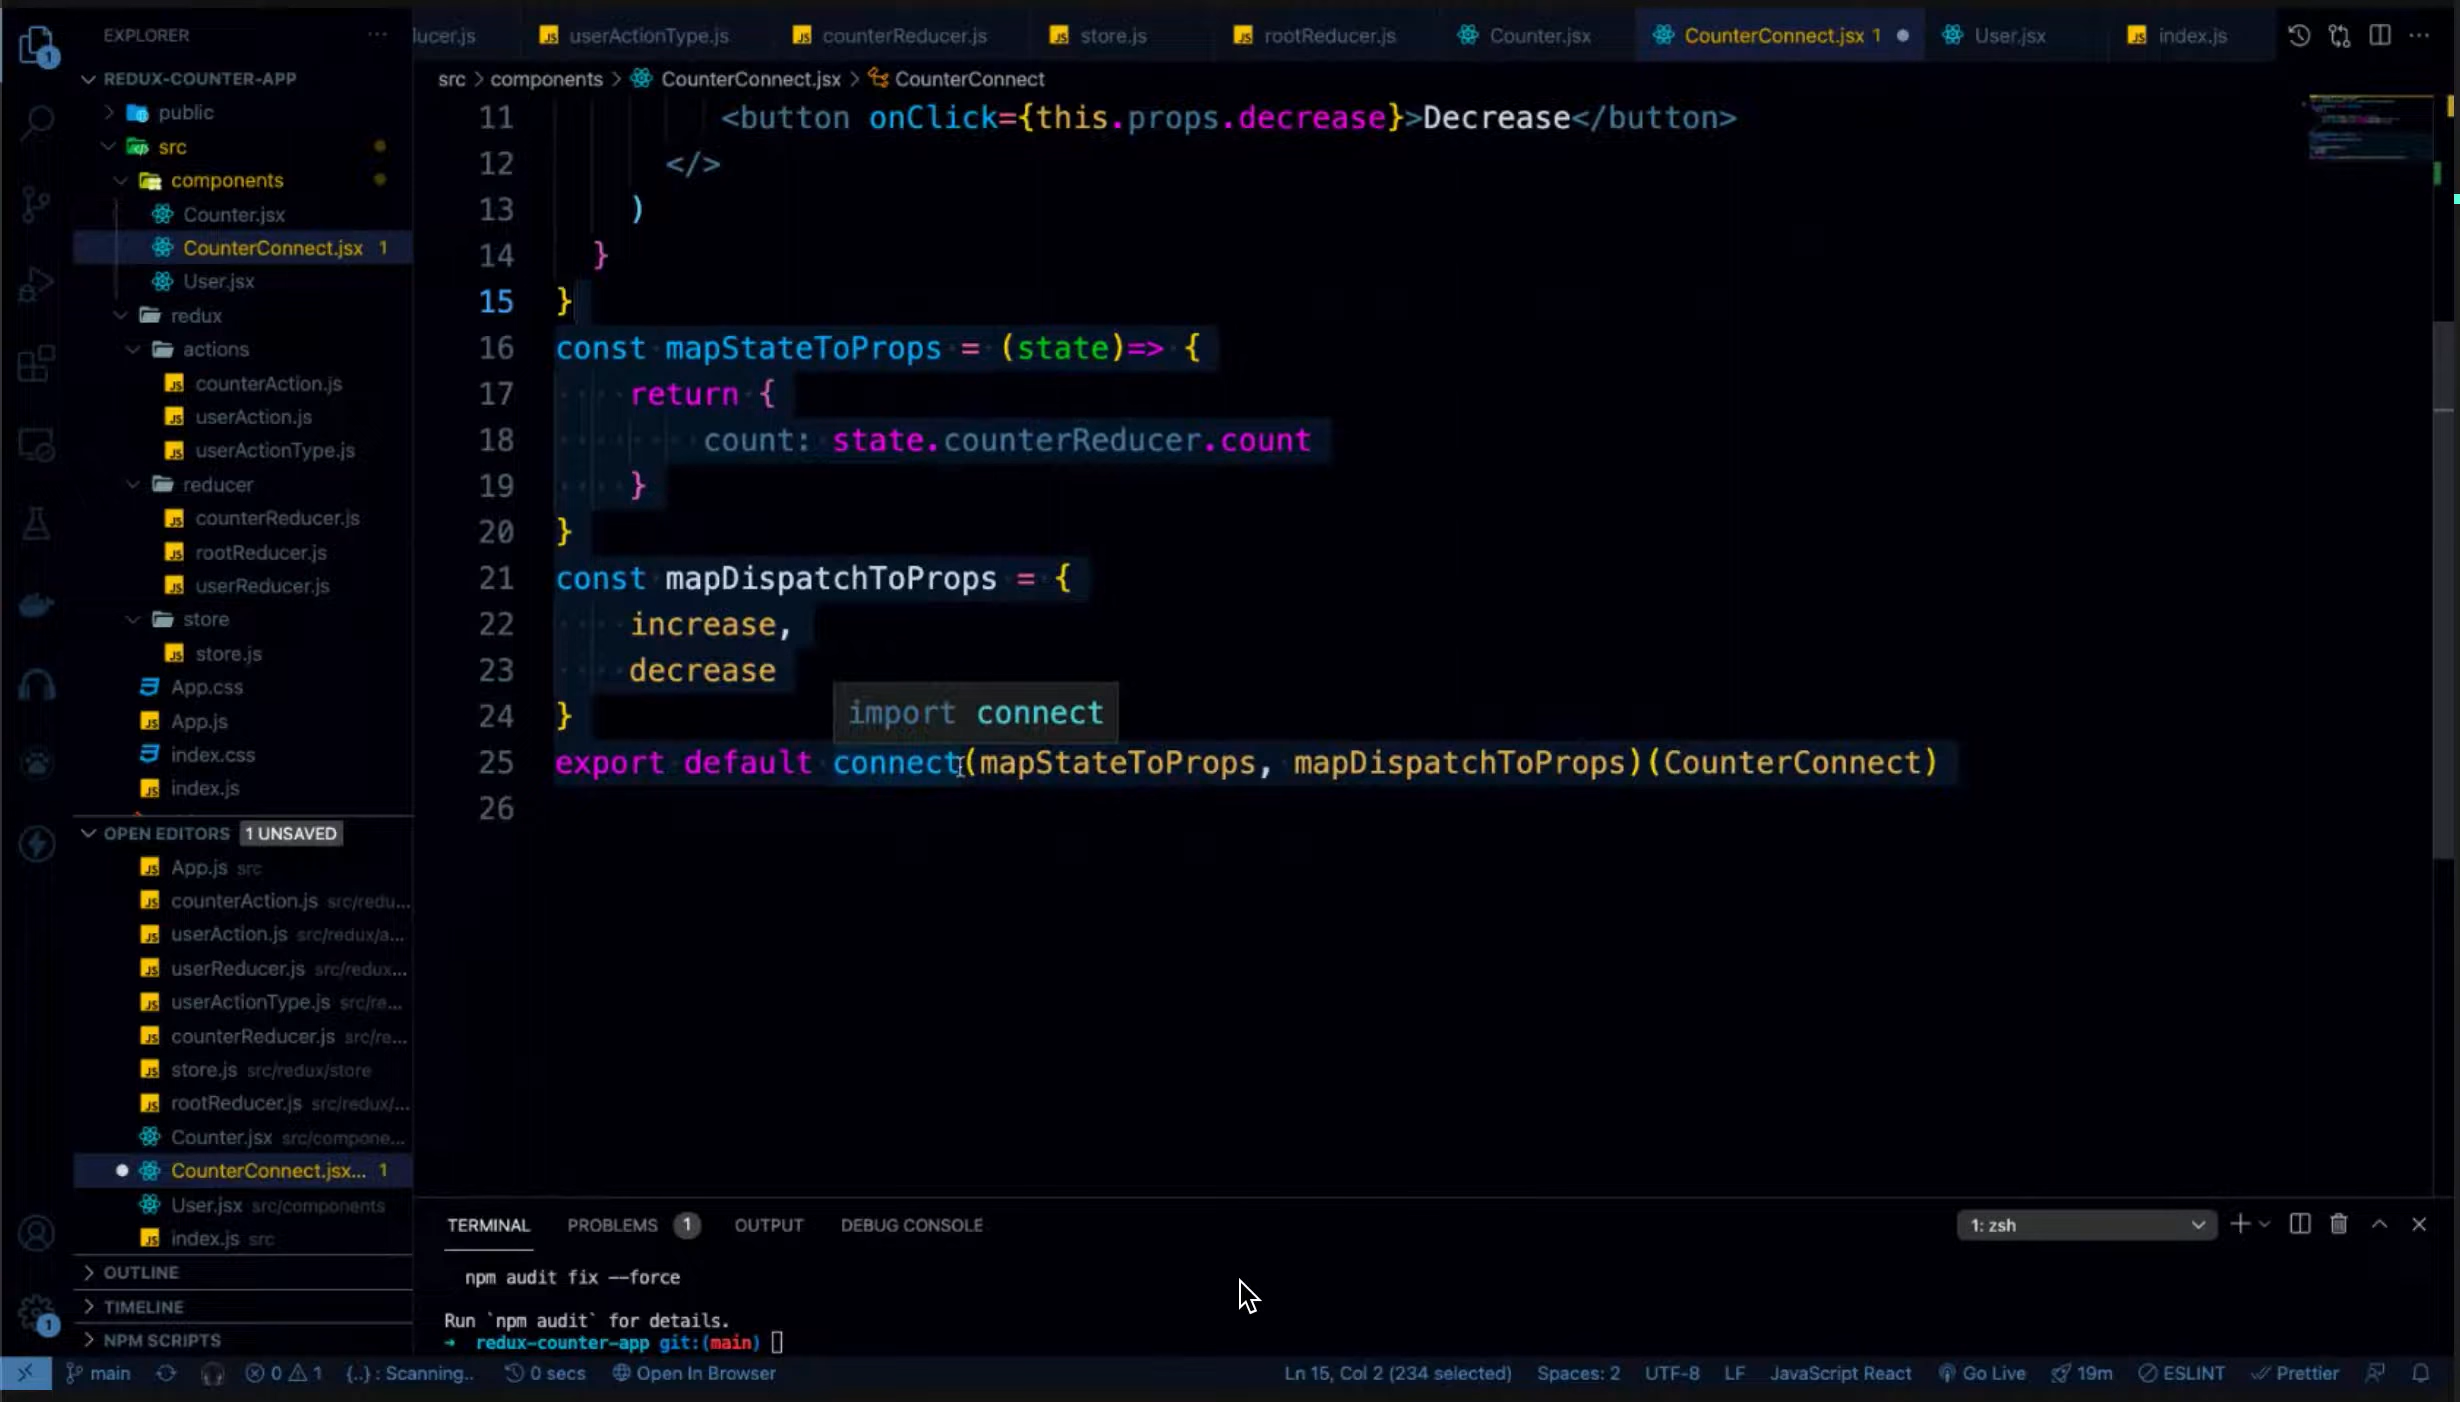 EXPLORER
ucer.js
userActionType.js
counterReducer.js
store.js
rootReducer.js
Counter.jsx
CounterConnect.jsx 1
User.jsx
index.js
REDUX-COUNTER-APP
public
src
components
Counter.jsx
CounterConnect.jsx 1
User.jsx
redux
actions
counterAction.js
userAction.js
userActionType.js
reducer
counterReducer.js
rootReducer.js
userReducer.js
store
store.js
App.css
App.js
index.css
index.js
OPEN EDITORS 1 UNSAVED
App.js src
counterAction.js src/redu...
userAction.js src/redux/a...
userReducer.js src/redux...
userActionType.js src/re...
counterReducer.js src/re...
store.js src/redux/store
rootReducer.js src/redux/...
Counter.jsx src/compone...
CounterConnect.jsx... 1
User.jsx src/components
index.js src
OUTLINE
TIMELINE
NPM SCRIPTS
src > components > CounterConnect.jsx > CounterConnect
11 <button onClick={this.props.decrease}>Decrease</button>
12 </>
13 )
14 }
15 }
16 const mapStateToProps = (state)=> {
17 return {
18 count: state.counterReducer.count
19 }
20 }
21 const mapDispatchToProps = {
22 increase,
23 decrease
24 }
import connect
25 export default connect(mapStateToProps, mapDispatchToProps)(CounterConnect)
26
TERMINAL PROBLEMS 1 OUTPUT DEBUG CONSOLE
1: zsh
npm audit fix --force
Run `npm audit` for details.
→ redux-counter-app git:(main)
1
1
main 0 1 {..} : Scanning.. 0 secs Open In Browser
Ln 15, Col 2 (234 selected) Spaces: 2 UTF-8 LF JavaScript React Go Live 19m ESLINT Prettier